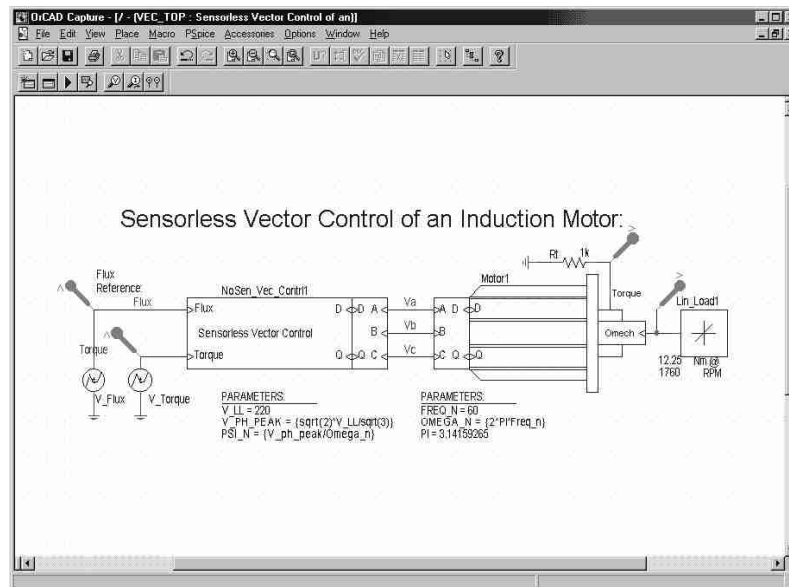 OrCAD Capture - [/ - (VEC_TOP : Sensorless Vector Control of an)]
File Edit View Place Macro PSpice Accessories Options Window Help
U?
Sensorless Vector Control of an Induction Motor:
Rt 1k
Flux
Reference:
Flux
NoSen_Vec_Contrl1
Motor1
Torque
Lin_Load1
Flux D D A Va A D D
Sensorless Vector Control B Vb B Omech
Torque Q Q C Vc C Q Q
Torque
12.25 Nm @
1760 RPM
V_Flux V_Torque
PARAMETERS:
V_LL = 220
V_PH_PEAK = {sqrt(2)*V_LL/sqrt(3)}
PSI_N = {V_ph_peak/Omega_n}
PARAMETERS:
FREQ_N = 60
OMEGA_N = {2*PI*Freq_n}
PI = 3.14159265